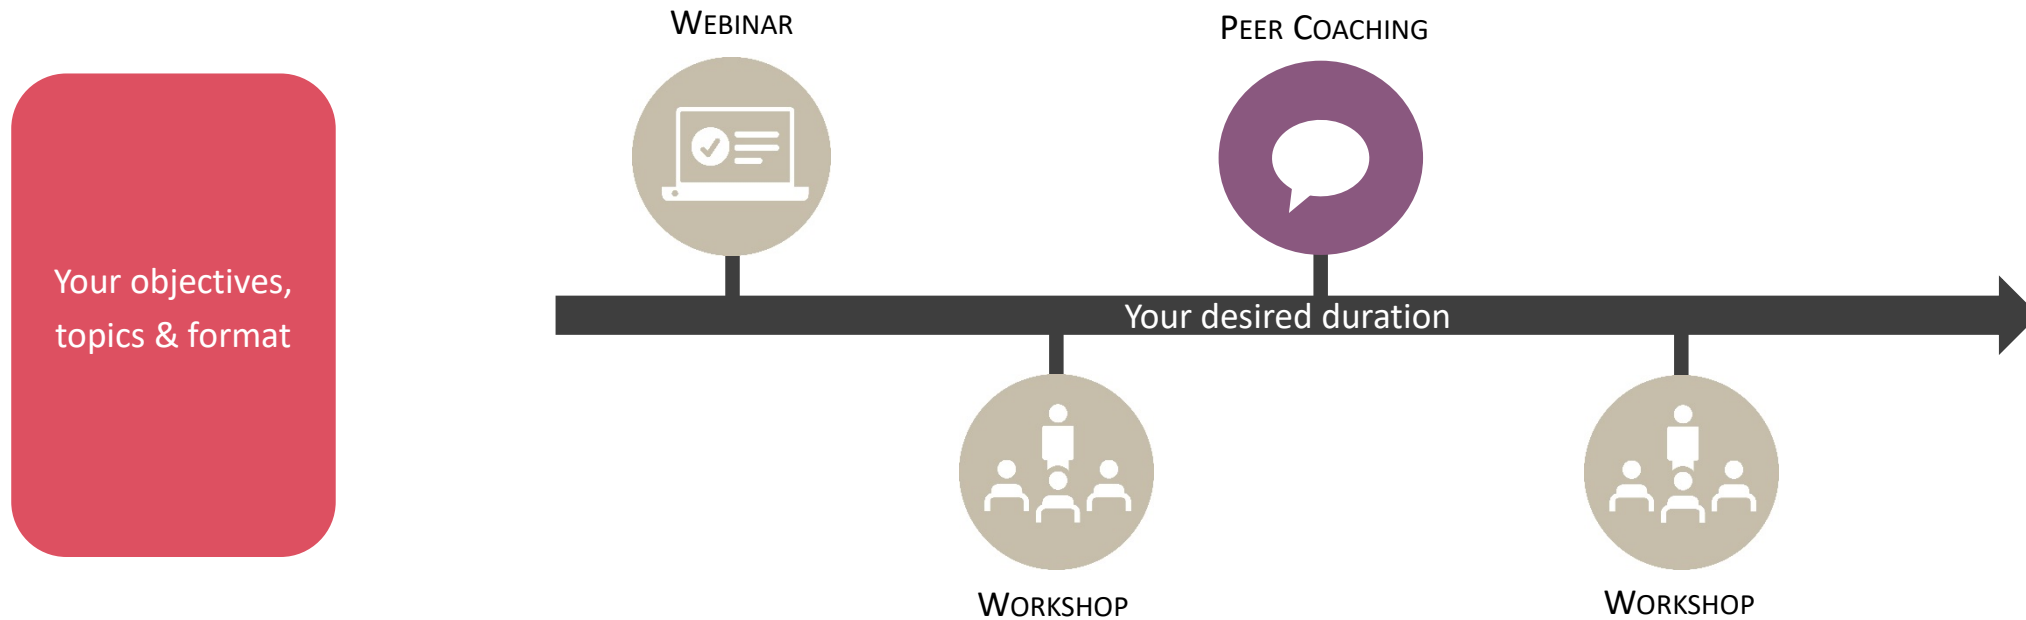 WEBINAR
PEER COACHING
Your objectives,
topics & format
Your desired duration
WORKSHOP
WORKSHOP